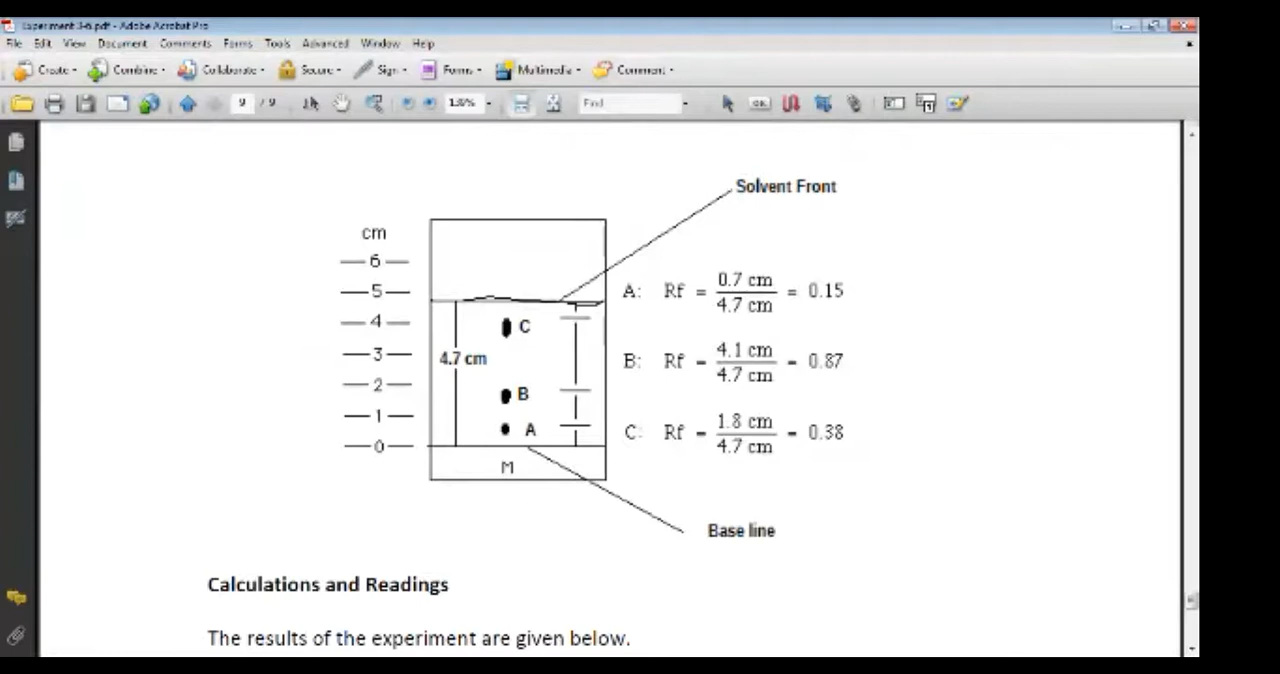 Experiment 3-6.pdf - Adobe Acrobat Pro
File Edit View Document Comments Forms Tools Advanced Window Help
Create Combine Collaborate Secure Sign Forms Multimedia Comment
9 / 9 Find
Solvent Front
cm
6
5
4
3
2
1
0
4.7 cm
C
B
A
M
A: Rf = 0.7 cm / 4.7 cm = 0.15
B: Rf = 4.1 cm / 4.7 cm = 0.87
C: Rf = 1.8 cm / 4.7 cm = 0.38
Base line
Calculations and Readings
The results of the experiment are given below.